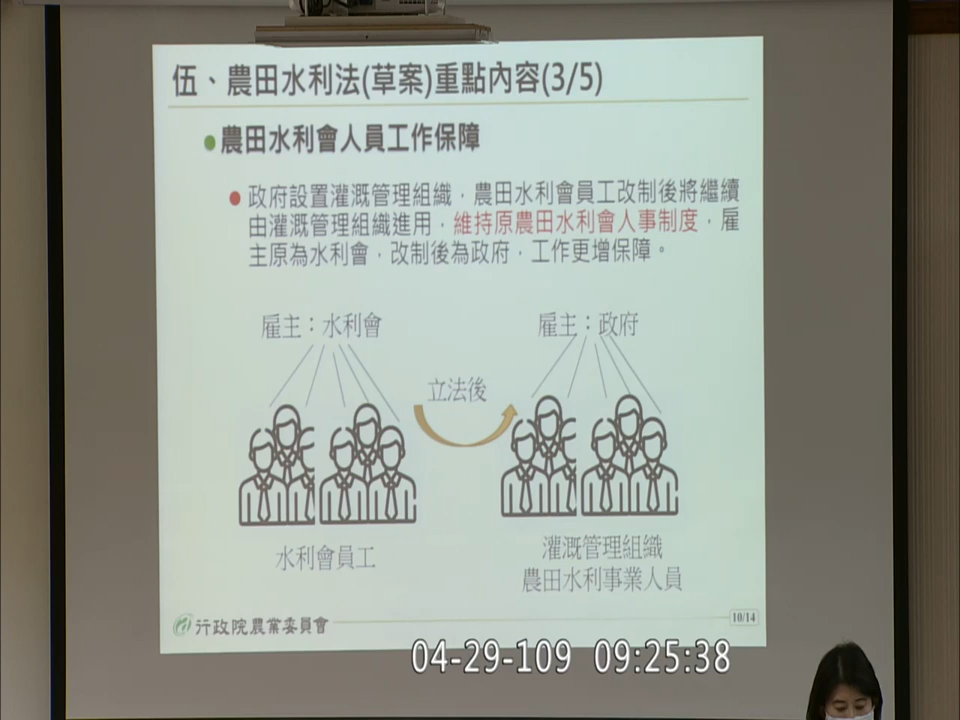 伍、農田水利法(草案)重點內容(3/5)
農田水利會人員工作保障
政府設置灌溉管理組織，農田水利會員工改制後將繼續
由灌溉管理組織進用，維持原農田水利會人事制度，雇
主原為水利會，改制後為政府，工作更增保障。
雇主：水利會
雇主：政府
立法後
水利會員工
灌溉管理組織
農田水利事業人員
行政院農業委員會
10/14
04-29-109 09:25:38